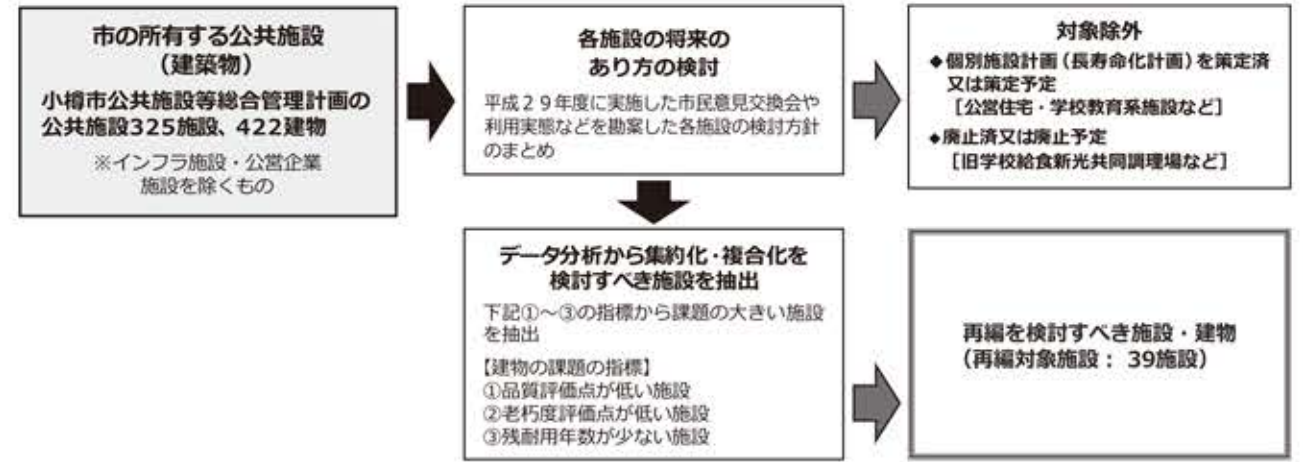 市の所有する公共施設
（建築物）
小樽市公共施設等総合管理計画の
公共施設325施設、422建物
※インフラ施設・公営企業
施設を除くもの
各施設の将来の
あり方の検討
平成２９年度に実施した市民意見交換会や
利用実態などを勘案した各施設の検討方針
のまとめ
対象除外
◆個別施設計画（長寿命化計画）を策定済
又は策定予定
［公営住宅・学校教育系施設など］
◆廃止済又は廃止予定
［旧学校給食新光共同調理場など］
データ分析から集約化・複合化を
検討すべき施設を抽出
下記①～③の指標から課題の大きい施設
を抽出
【建物の課題の指標】
①品質評価点が低い施設
②老朽度評価点が低い施設
③残耐用年数が少ない施設
再編を検討すべき施設・建物
（再編対象施設： 39施設）